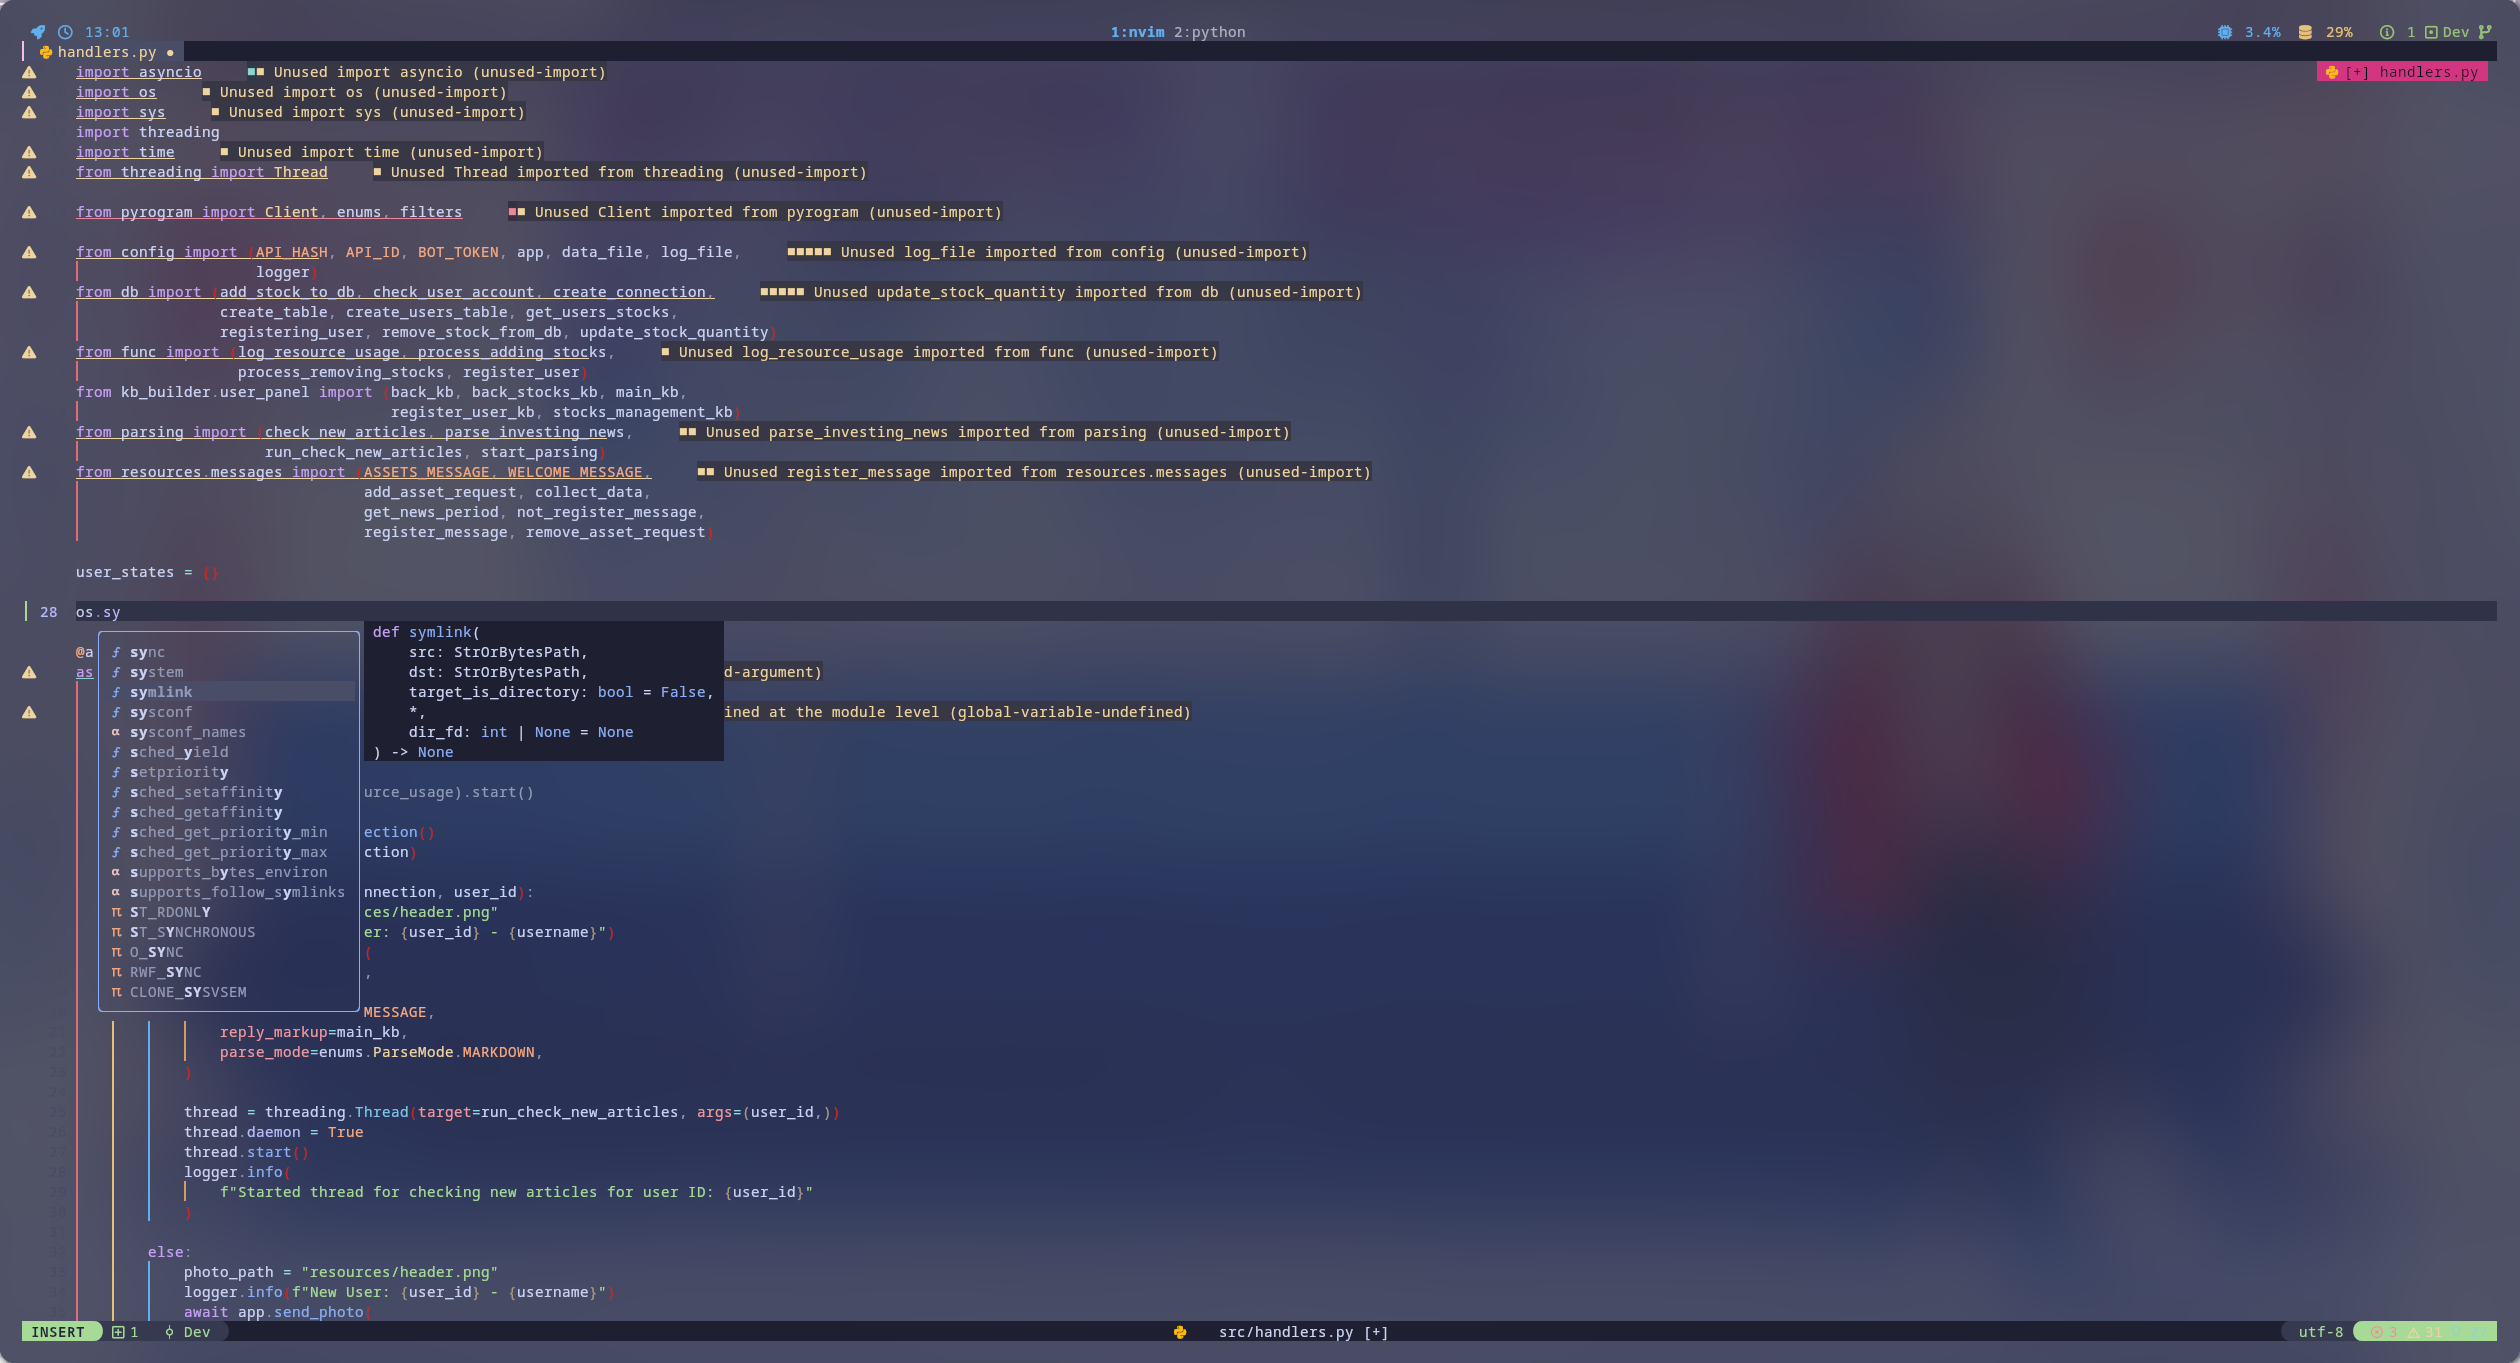 13:01 1:nvim 2:python 3.4% 29% 1 Dev
handlers.py ●
import asyncio ■■ Unused import asyncio (unused-import) [+] handlers.py
import os ■ Unused import os (unused-import)
import sys ■ Unused import sys (unused-import)
import threading
import time ■ Unused import time (unused-import)
from threading import Thread ■ Unused Thread imported from threading (unused-import)
from pyrogram import Client, enums, filters ■■ Unused Client imported from pyrogram (unused-import)
from config import (API_HASH, API_ID, BOT_TOKEN, app, data_file, log_file, ■■■■■ Unused log_file imported from config (unused-import)
logger)
from db import (add_stock_to_db, check_user_account, create_connection, ■■■■■ Unused update_stock_quantity imported from db (unused-import)
create_table, create_users_table, get_users_stocks,
registering_user, remove_stock_from_db, update_stock_quantity)
from func import (log_resource_usage, process_adding_stocks, ■ Unused log_resource_usage imported from func (unused-import)
process_removing_stocks, register_user)
from kb_builder.user_panel import (back_kb, back_stocks_kb, main_kb,
register_user_kb, stocks_management_kb)
from parsing import (check_new_articles, parse_investing_news, ■■ Unused parse_investing_news imported from parsing (unused-import)
run_check_new_articles, start_parsing)
from resources.messages import (ASSETS_MESSAGE, WELCOME_MESSAGE, ■■ Unused register_message imported from resources.messages (unused-import)
add_asset_request, collect_data,
get_news_period, not_register_message,
register_message, remove_asset_request)
user_states = {}
28 os.sy
def symlink(
@a sync src: StrOrBytesPath,
as system dst: StrOrBytesPath, d-argument)
symlink target_is_directory: bool = False,
sysconf *, ined at the module level (global-variable-undefined)
sysconf_names dir_fd: int | None = None
sched_yield ) -> None
setpriority
sched_setaffinity urce_usage).start()
sched_getaffinity
sched_get_priority_min ection()
sched_get_priority_max ction)
supports_bytes_environ
supports_follow_symlinks nnection, user_id):
ST_RDONLY ces/header.png"
ST_SYNCHRONOUS er: {user_id} - {username}")
O_SYNC (
RWF_SYNC ,
CLONE_SYSVSEM
MESSAGE,
reply_markup=main_kb,
parse_mode=enums.ParseMode.MARKDOWN,
23 )
24
25 thread = threading.Thread(target=run_check_new_articles, args=(user_id,))
26 thread.daemon = True
27 thread.start()
28 logger.info(
29 f"Started thread for checking new articles for user ID: {user_id}"
30 )
31
32 else:
33 photo_path = "resources/header.png"
34 logger.info(f"New User: {user_id} - {username}")
35 await app.send_photo(
INSERT 1 Dev src/handlers.py [+] utf-8 3 31